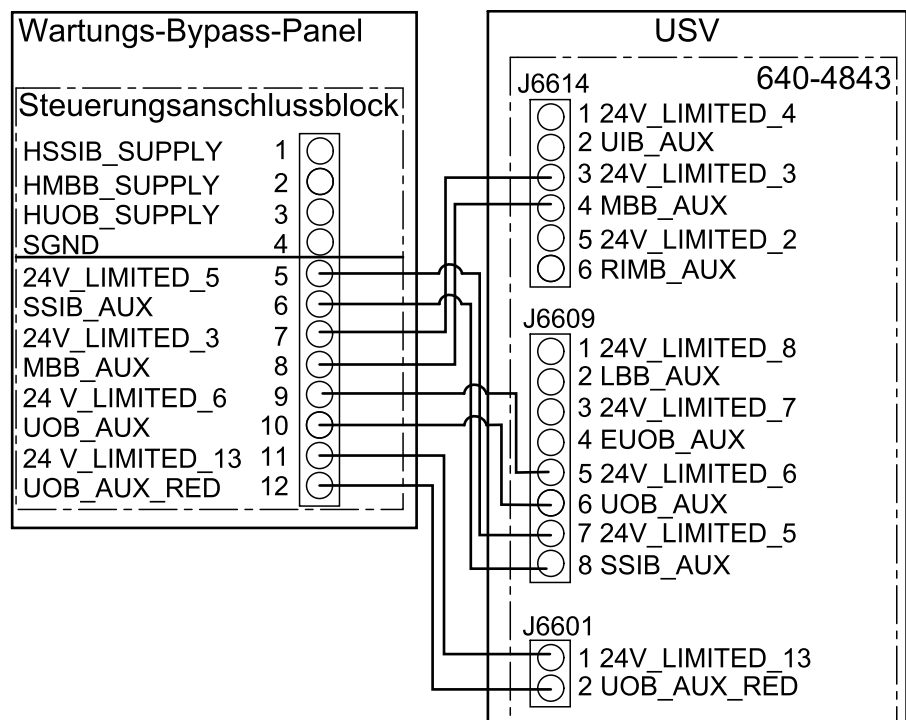 Wartungs-Bypass-Panel
Steuerungsanschlussblock
HSSIB_SUPPLY 1
HMBB_SUPPLY 2
HUOB_SUPPLY 3
SGND 4
24V_LIMITED_5 5
SSIB_AUX 6
24V_LIMITED_3 7
MBB_AUX 8
24 V_LIMITED_6 9
UOB_AUX 10
24 V_LIMITED_13 11
UOB_AUX_RED 12
USV
640-4843
J6614
1 24V_LIMITED_4
2 UIB_AUX
3 24V_LIMITED_3
4 MBB_AUX
5 24V_LIMITED_2
6 RIMB_AUX
J6609
1 24V_LIMITED_8
2 LBB_AUX
3 24V_LIMITED_7
4 EUOB_AUX
5 24V_LIMITED_6
6 UOB_AUX
7 24V_LIMITED_5
8 SSIB_AUX
J6601
1 24V_LIMITED_13
2 UOB_AUX_RED